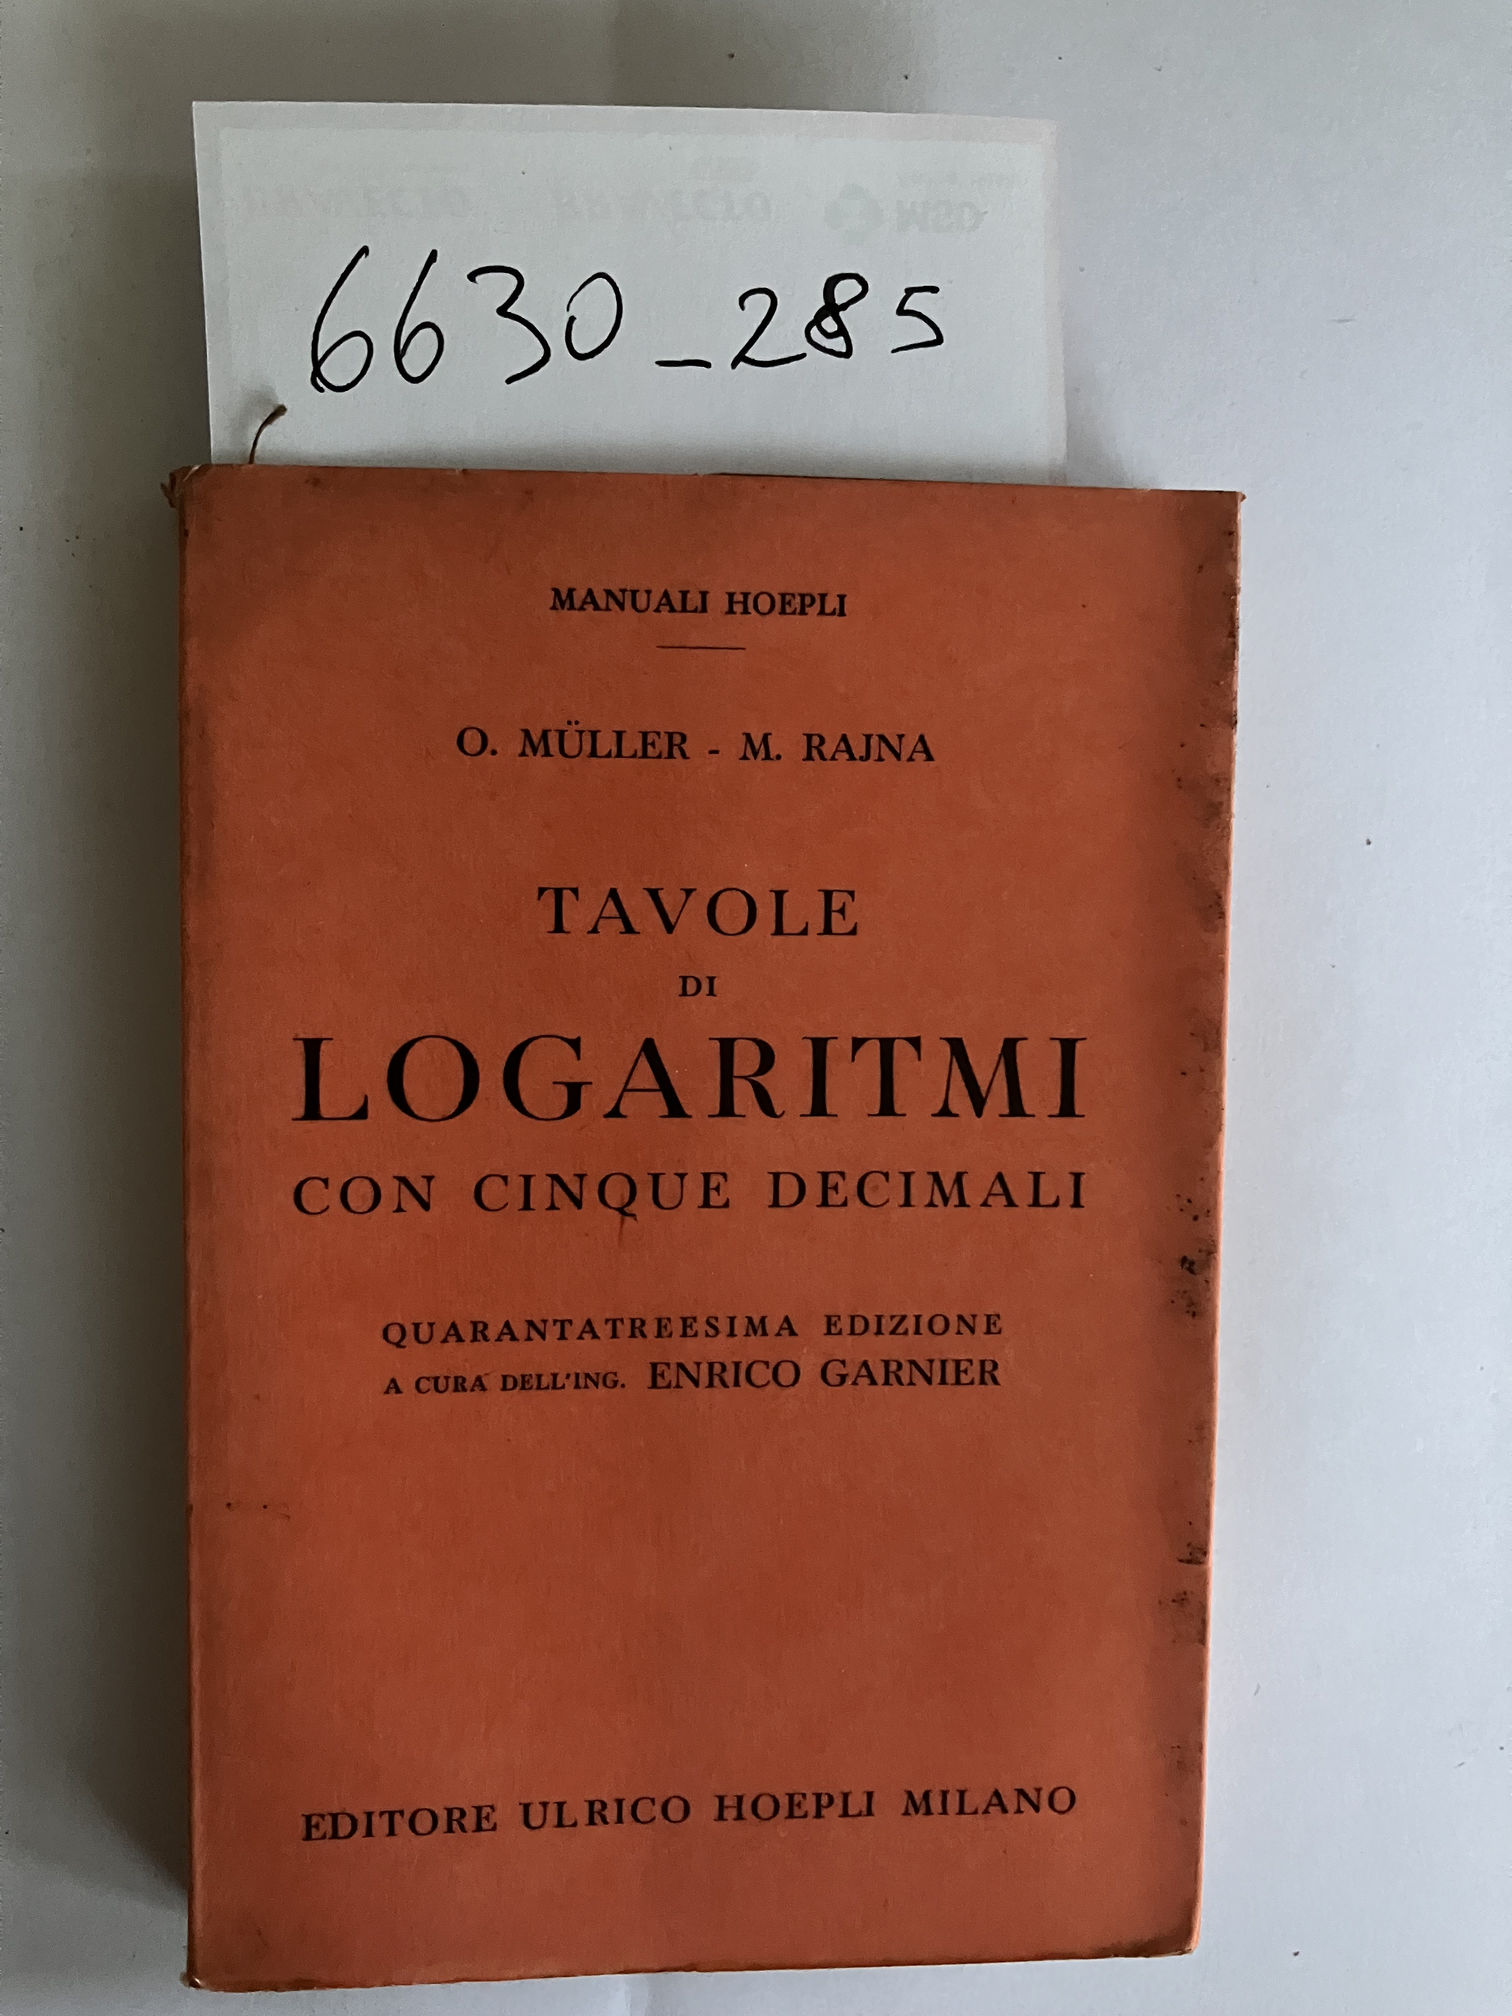 6630_285
MANUALI HOEPLI
O. MÜLLER - M. RAJNA
TAVOLE
DI
LOGARITMI
CON CINQUE DECIMALI
QUARANTATREESIMA EDIZIONE
A CURA DELL'ING. ENRICO GARNIER
EDITORE ULRICO HOEPLI MILANO